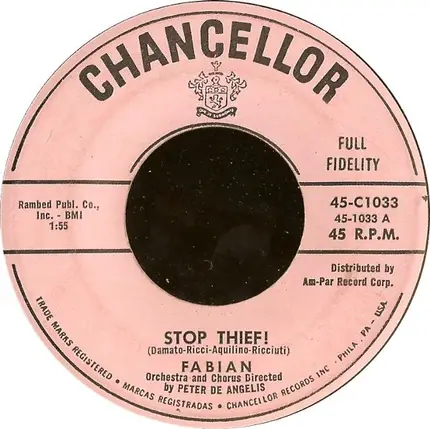 CHANCELLOR
FULL
FIDELITY
Rambed Publ. Co.,
Inc. - BMI
1:55
45-C1033
45-1033 A
45 R.P.M.
Distributed by
Am-Par Record Corp.
STOP THIEF!
(Damato-Ricci-Aquilino-Ricciuti)
FABIAN
Orchestra and Chorus Directed
by PETER DE ANGELIS
TRADE MARKS REGISTERED • MARCAS REGISTRADAS • CHANCELLOR RECORDS INC • PHILA • PA - USA